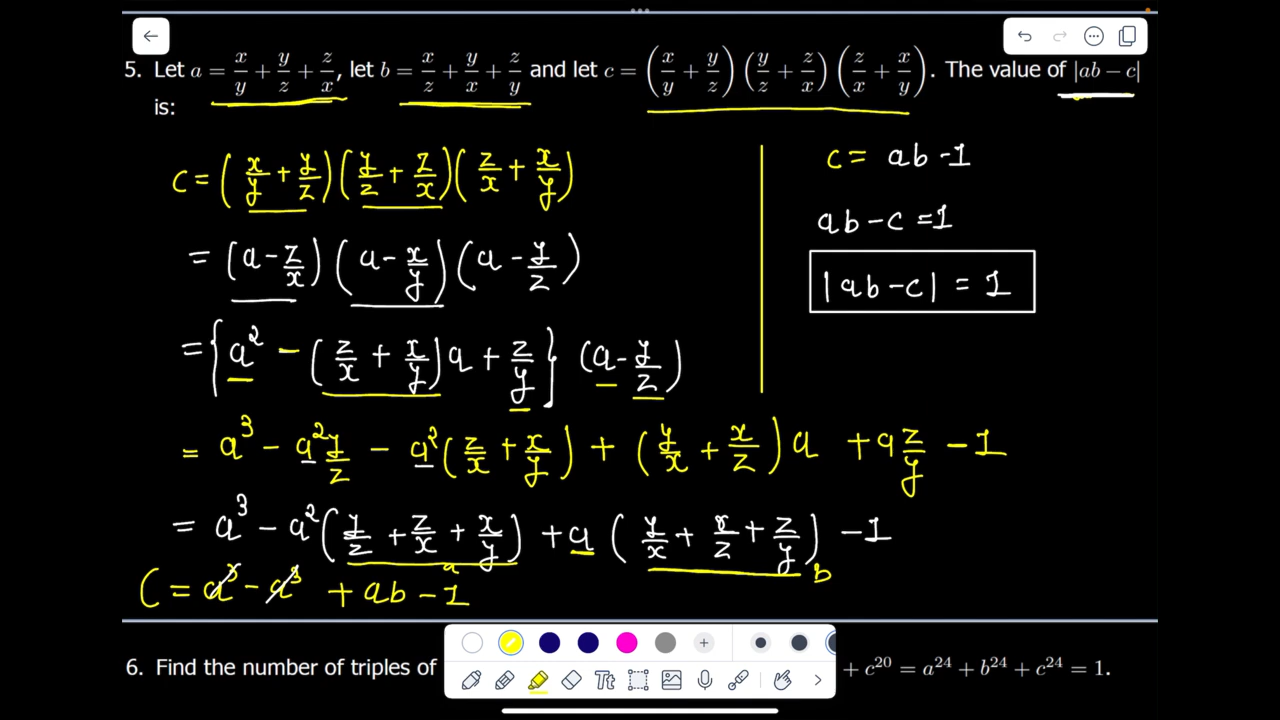 5. Let a = x/y + y/z + z/x, let b = x/z + y/x + z/y and let c = (x/y + y/z)(y/z + z/x)(z/x + x/y). The value of |ab − c|
is:
c = (x/y + y/z)(y/z + z/x)(z/x + x/y)
= (a - z/x)(a - x/y)(a - y/z)
= {a² - (z/x + x/y)a + z/y}(a - y/z)
= a³ - a² y/z - a²(z/x + x/y) + (y/x + x/z)a + a z/y - 1
= a³ - a²(y/z + z/x + x/y) + a(y/x + x/z + z/y) - 1
a
b
C = a³ - a³ + ab - 1
c = ab - 1
ab - c = 1
|ab - c| = 1
6. Find the number of triples of + c²⁰ = a²⁴ + b²⁴ + c²⁴ = 1.
Tt